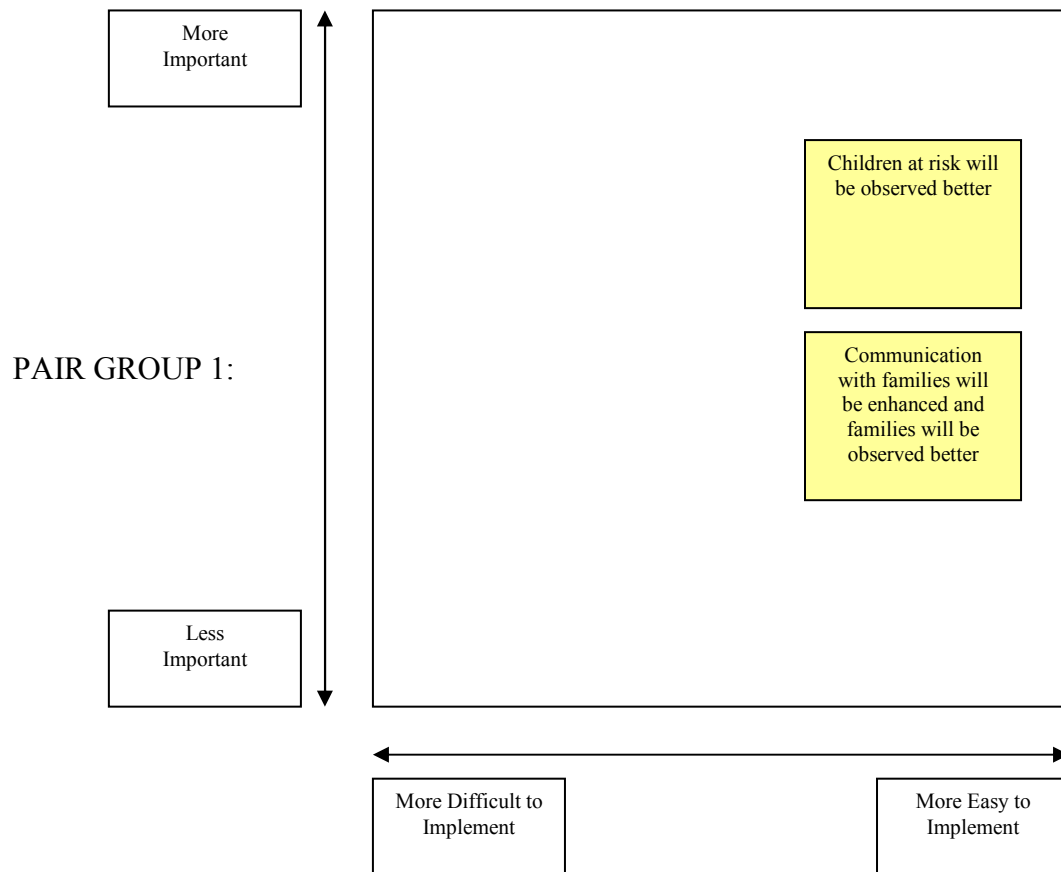 More
Important
Children at risk will
be observed better
PAIR GROUP 1:
Communication
with families will
be enhanced and
families will be
observed better
Less
Important
More Difficult to
Implement
More Easy to
Implement